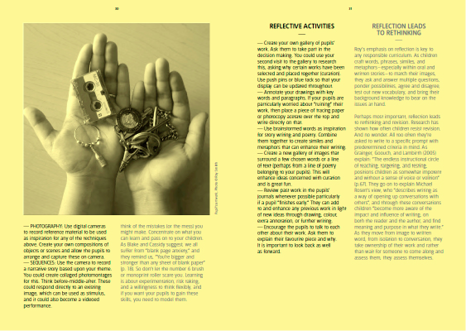 — PHOTOGRAPHY: Use digital cameras
to record influences material to be used
as inspiration for any of the techniques
above. Create your own compositions of
objects or scenes and allow the pupils to
arrange and capture these on camera.
— SEQUENCES: Use the camera to record
a narrative story based upon your theme.
You could create collaged photomontages
for this. Think before-middle-after. These
could respond directly to an existing
image, which can be used as stimulus,
and it could also become a videoed
performance.
think of the mistakes (or the mess) you
might make. Concentrate on what you
can learn and pass on to your children.
As Blake and Cassidy suggest, we all
suffer from "blank page anxiety," and
they remind us, "You're bigger and
stronger than any sheet of blank paper"
(p. 18). So don't let the number 6 brush
or monoprint roller scare you. Learning
is about experimentation, risk taking,
and a willingness to think flexibly, and
if you want your pupils to gain these
skills, you need to model them.
REFLECTIVE ACTIVITIES
— Create your own gallery of pupils'
work. Ask them to take part in the
decision making. You could use your
second visit to the gallery to research
this, asking why certain works have been
selected and placed together (curation).
Use push pins or blue tack so that your
display can be updated throughout.
— Annotate your drawings with key
words and paragraphs. If your pupils are
particularly worried about "ruining" their
work, then place a piece of tracing paper
or photocopy acetate over the top and
write directly on that.
— Use brainstormed words as inspiration
for story writing and poetry. Combine
them together to create similes and
metaphors that can enhance their writing.
— Create a new gallery of images that
surround a few chosen words or a line
of text (perhaps from a line of poetry
belonging to your pupils). This will
enhance ideas concerned with curation
and is great fun.
— Review past work in the pupils'
journals whenever possible particularly
if a pupil "finishes early." They can add
to and enhance any previous work in light
of new ideas through drawing, colour,
extra annotation, or further writing.
— Encourage the pupils to talk to each
other about their work. Ask them to
explain their favourite piece and why.
It is important to look back as well
as forward.
REFLECTION LEADS
TO RETHINKING
Roy's emphasis on reflection is key to
any responsible curriculum. As children
craft words, phrases, similes, and
metaphors—especially within oral and
written stories—to match their images,
they ask and answer multiple questions,
ponder possibilities, agree and disagree,
test out new vocabulary, and bring their
background knowledge to bear on the
issues at hand.
Perhaps most important, reflection leads
to rethinking and revision. Research has
shown how often children resist revision.
And no wonder. All me often they're
asked to write to a specific prompt with
predetermined criteria in mind. As
Grainger, Goouch, and Lambirth (2005)
explain: "The endless instructional circle
of teaching, targeting, and testing,
positions children as somehow impotent
and without a sense of voice or volition"
(p.67). They go on to explain Michael
Rosen's view, who "describes writing as
a way of opening up conversations with
others", and through these conversations
children "become more aware of the
impact and influence of writing, on
both the reader and the author, and find
meaning and purpose in what they write."
As they move from image to written
word, from isolation to conversation, they
take ownership of their work and rather
than wait for someone to come along and
assess them, they assess themselves.